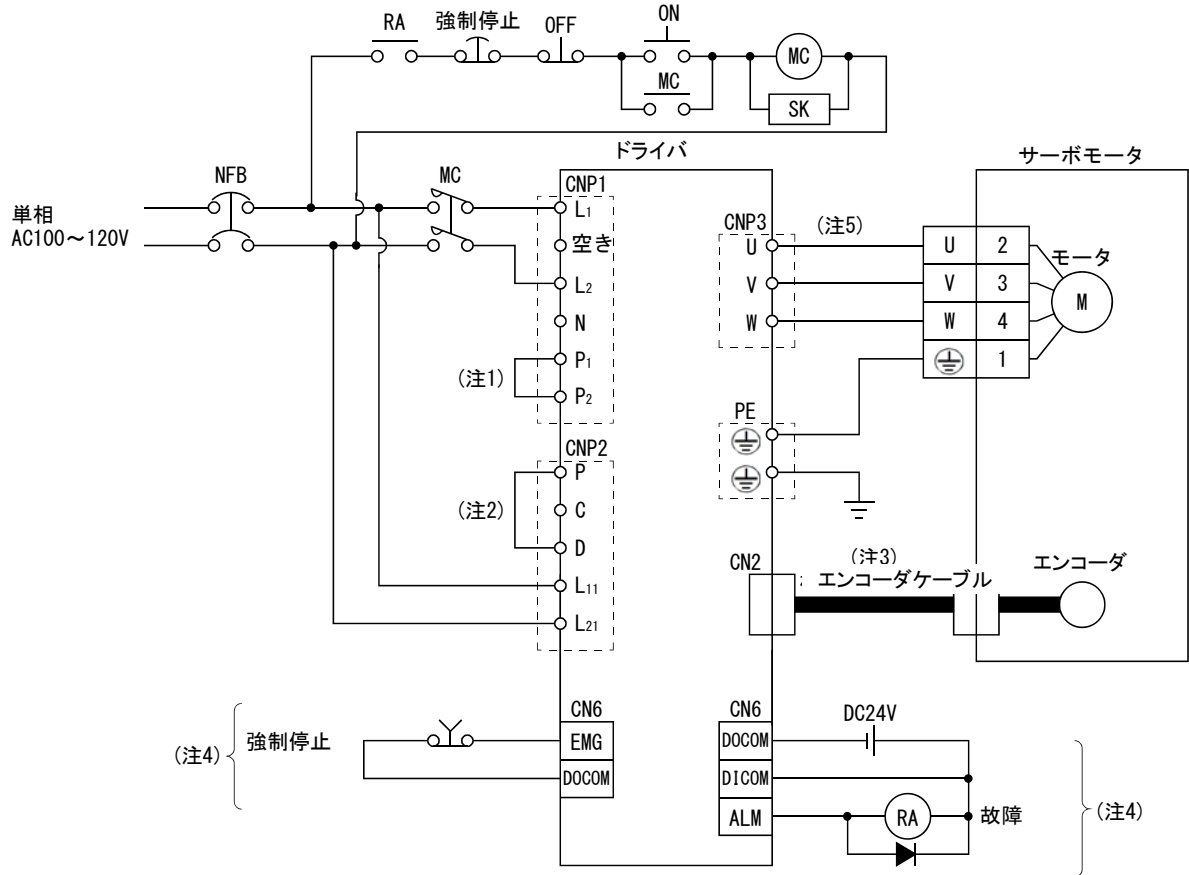 RA
強制停止
OFF
ON
MC
MC
SK
ドライバ
サーボモータ
NFB
MC
単相
AC100～120V
CNP1
L1
空き
L2
N
P1
P2
(注1)
CNP3
U
V
W
(注5)
U 2
V 3
W 4
1
モータ
M
PE
CNP2
P
C
D
L11
L21
(注2)
CN2
(注3)
エンコーダケーブル
エンコーダ
(注4)
強制停止
CN6
EMG
DOCOM
CN6
DOCOM
DICOM
ALM
DC24V
RA
故障
(注4)